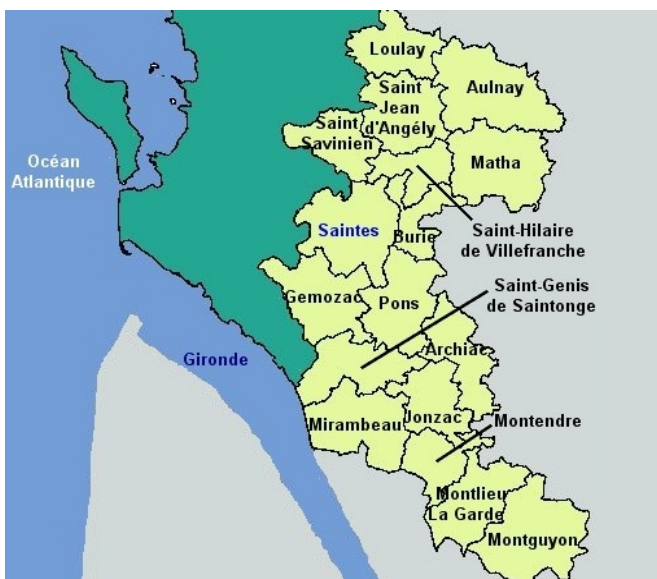 Loulay
Aulnay
Saint
Jean
d'Angély
Saint
Savinien
Océan
Atlantique
Matha
Saintes
Burie
Saint-Hilaire
de Villefranche
Saint-Genis
de Saintonge
Gemozac
Pons
Archiac
Gironde
Mirambeau
Jonzac
Montendre
Montlieu
La Garde
Montguyon